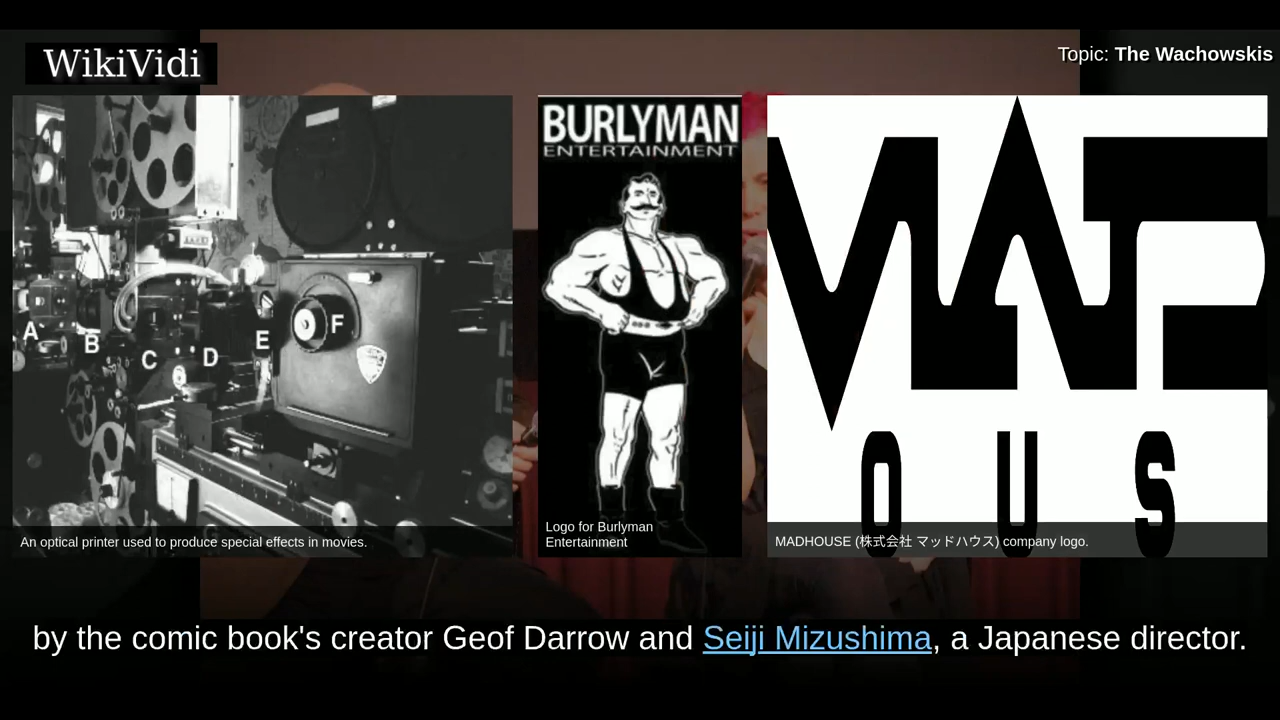 WikiVidi
Topic: The Wachowskis
BURLYMAN
ENTERTAINMENT
MAD
OUS
A
B
C
D
E
F
An optical printer used to produce special effects in movies.
Logo for Burlyman
Entertainment
MADHOUSE (株式会社 マッドハウス) company logo.
by the comic book's creator Geof Darrow and Seiji Mizushima, a Japanese director.